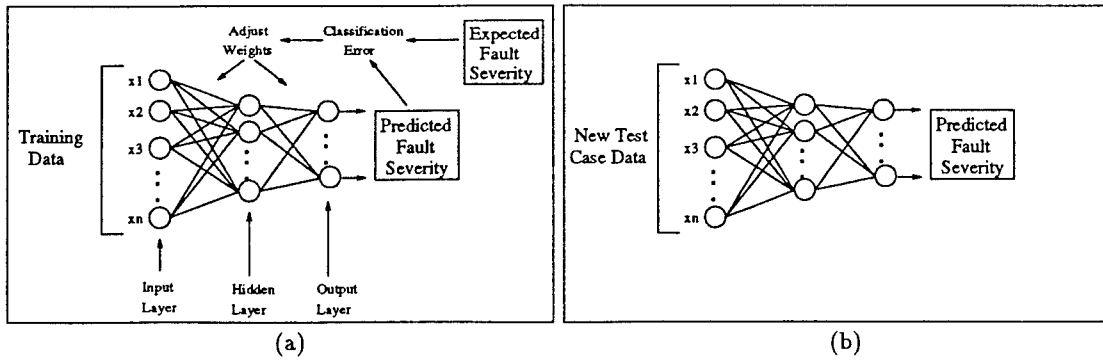 Adjust
Weights
Classification
Error
Expected
Fault
Severity
Training
Data
x1
x2
x3
xn
Predicted
Fault
Severity
Input
Layer
Hidden
Layer
Output
Layer
(a)
New Test
Case Data
x1
x2
x3
xn
Predicted
Fault
Severity
(b)